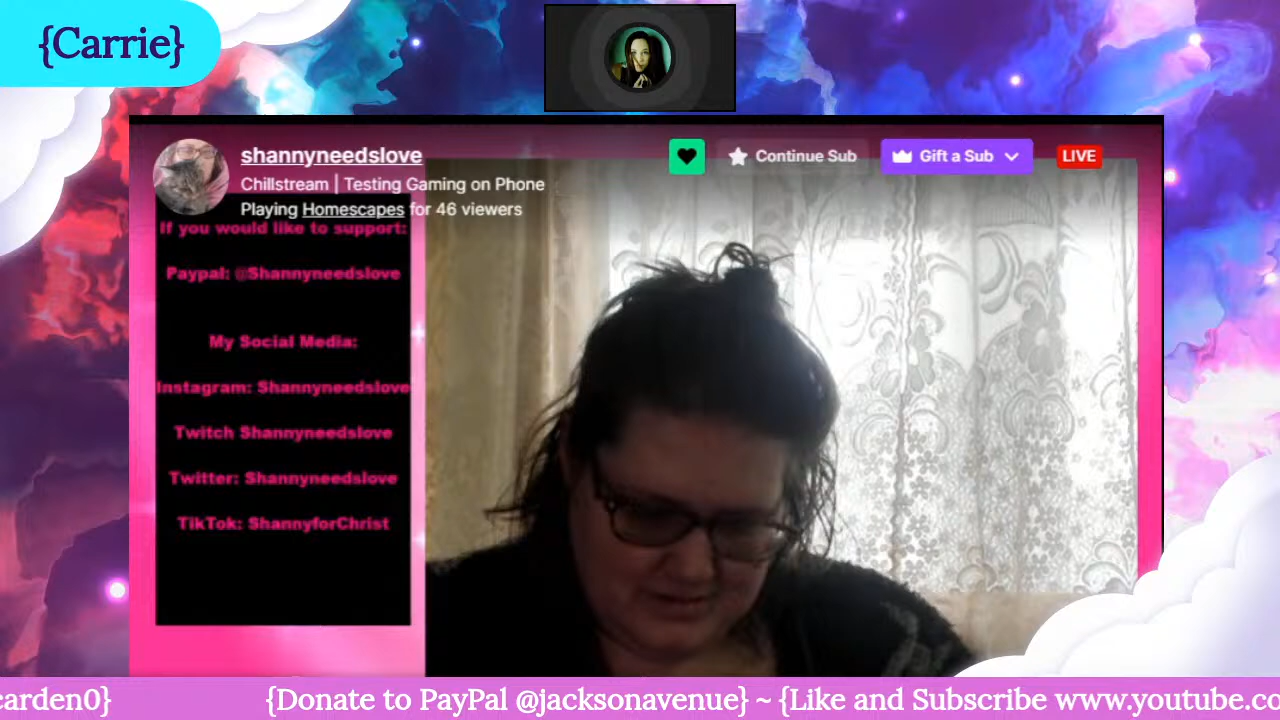 {Carrie}
shannyneedslove
Chillstream | Testing Gaming on Phone
Playing Homescapes for 46 viewers
Continue Sub
Gift a Sub
LIVE
If you would like to support:
Paypal: @Shannyneedslove
My Social Media:
Instagram: Shannyneedslove
Twitch Shannyneedslove
Twitter: Shannyneedslove
TikTok: ShannyforChrist
carden0} {Donate to PayPal @jacksonavenue} ~ {Like and Subscribe www.youtube.co